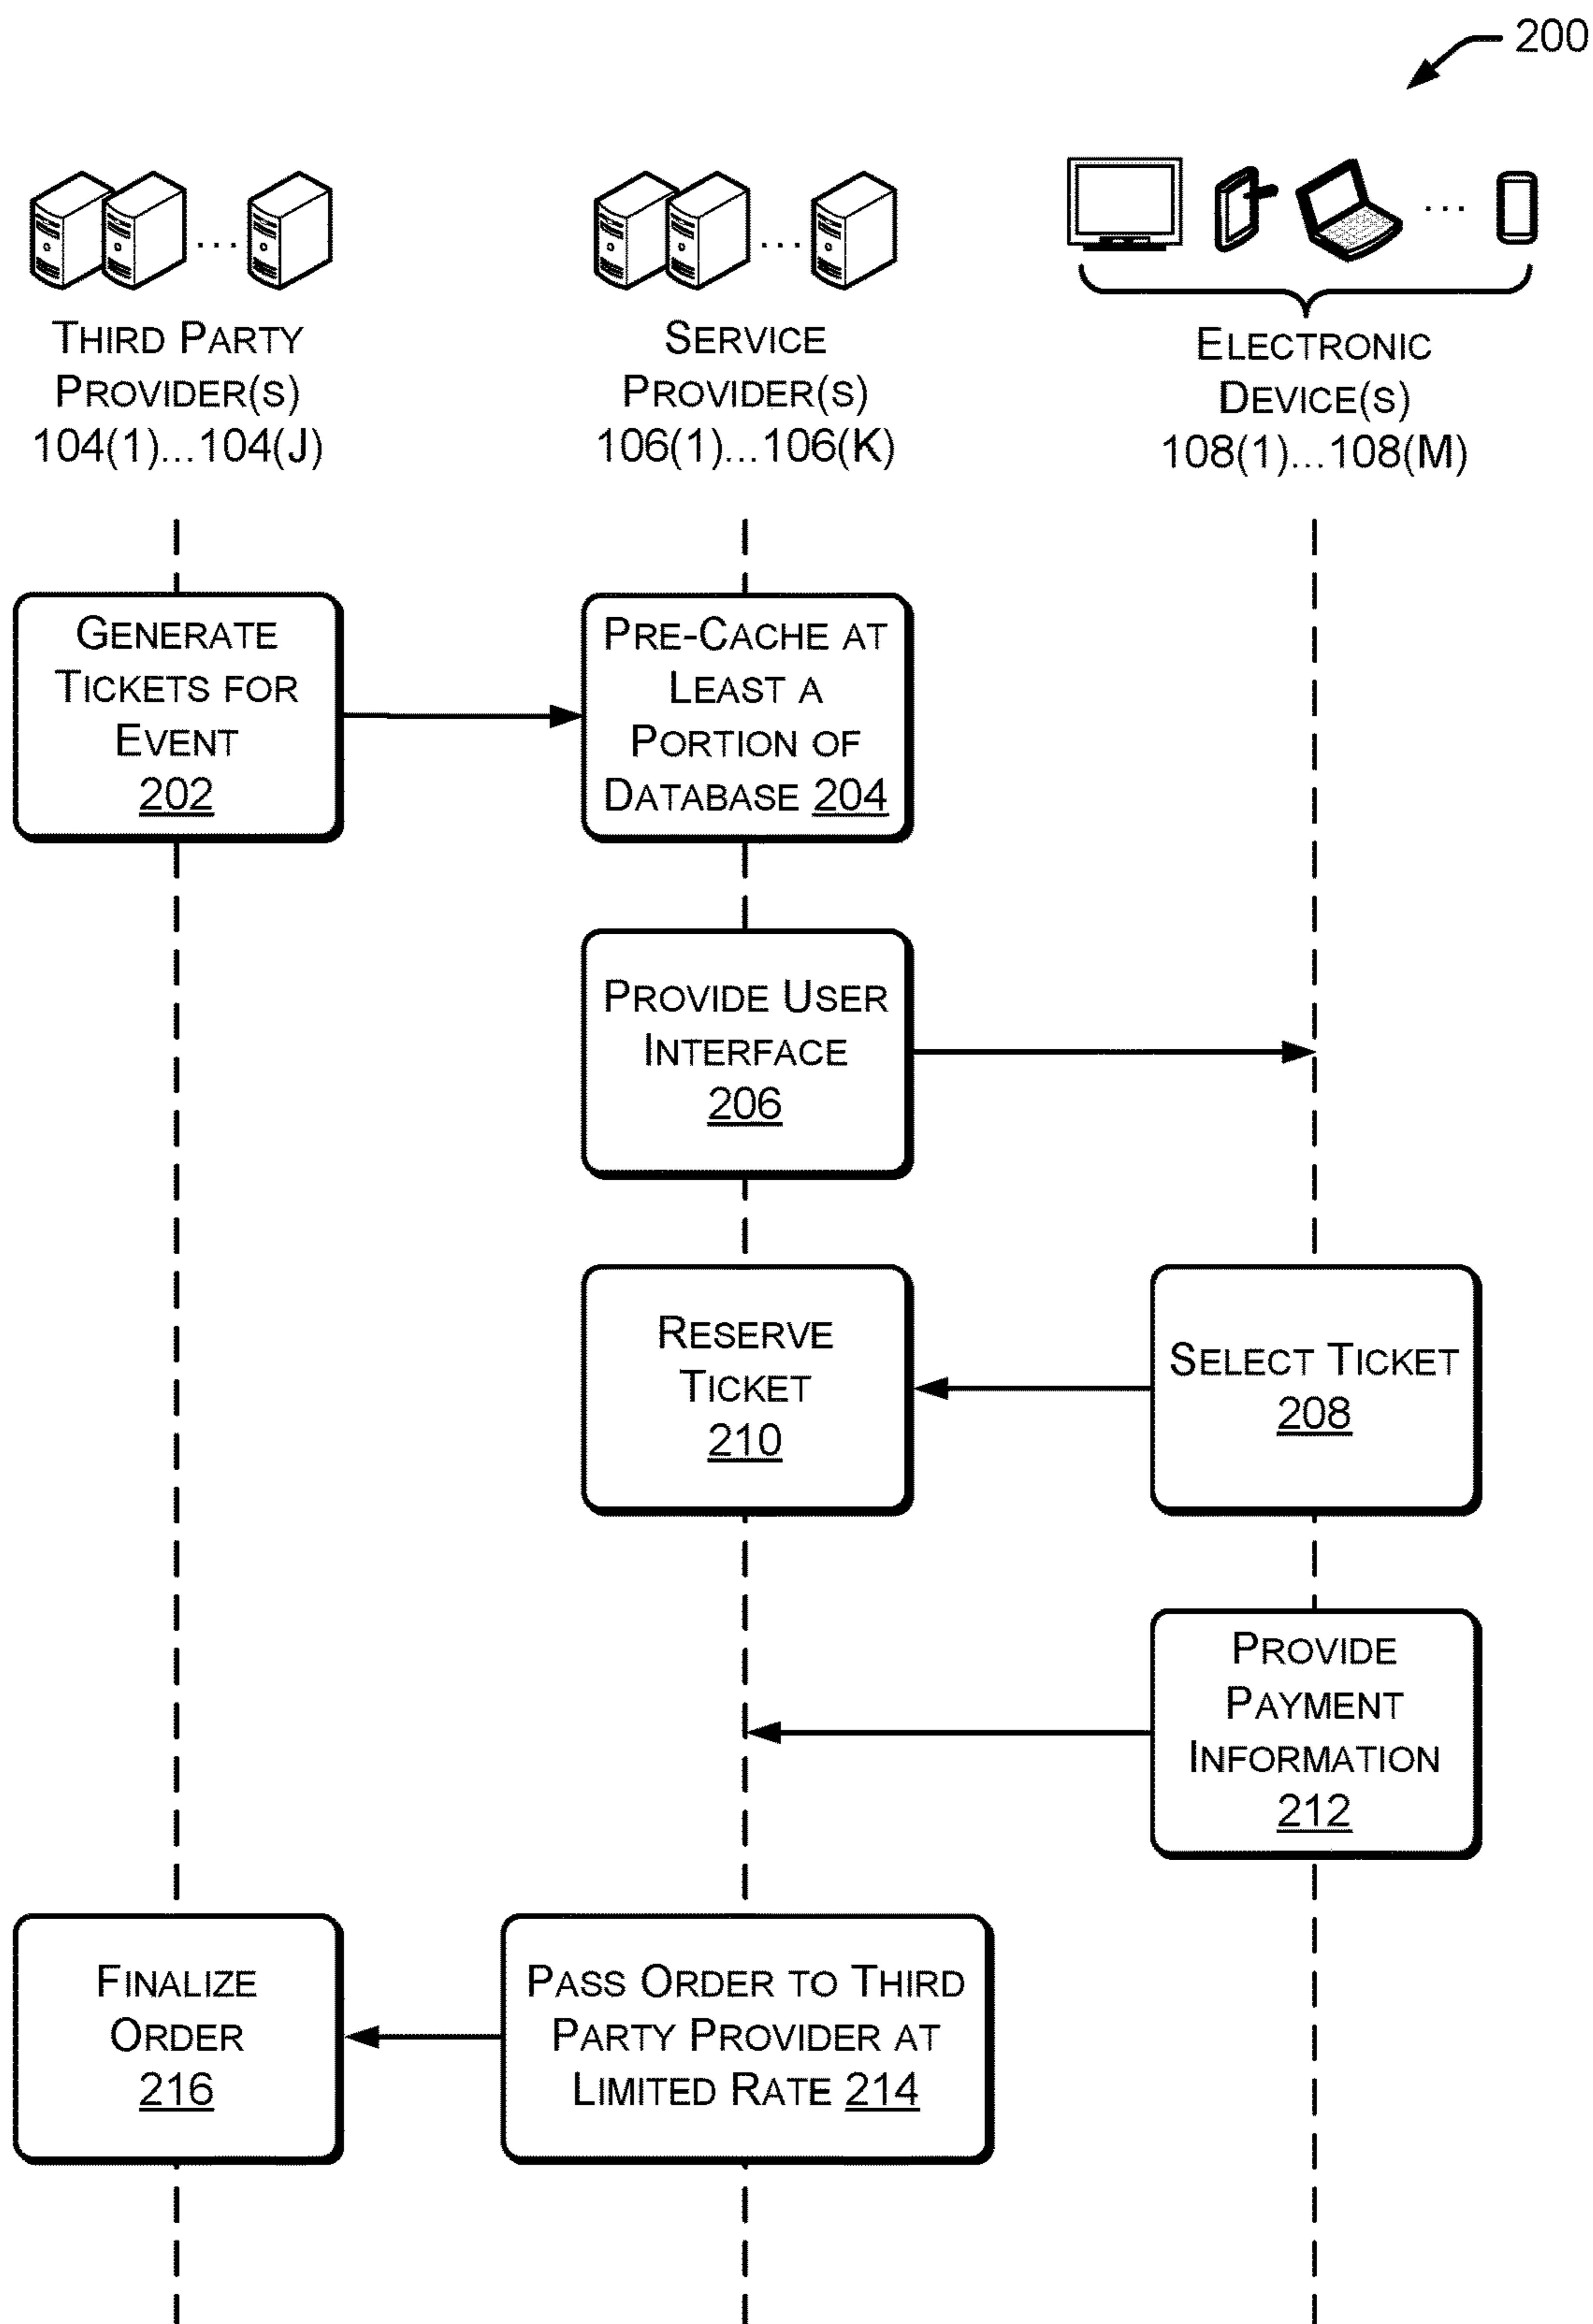 200
THIRD PARTY
PROVIDER(S)
104(1)...104(J)
SERVICE
PROVIDER(S)
106(1)...106(K)
ELECTRONIC
DEVICE(S)
108(1)...108(M)
GENERATE
TICKETS FOR
EVENT
202
PRE-CACHE AT
LEAST A
PORTION OF
DATABASE 204
PROVIDE USER
INTERFACE
206
RESERVE
TICKET
210
SELECT TICKET
208
PROVIDE
PAYMENT
INFORMATION
212
FINALIZE
ORDER
216
PASS ORDER TO THIRD
PARTY PROVIDER AT
LIMITED RATE 214